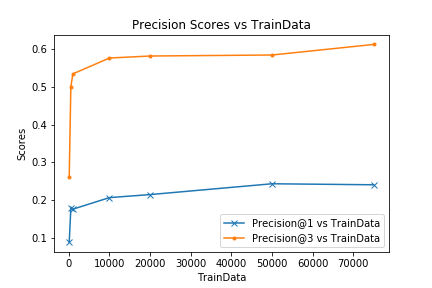 Precision Scores vs TrainData
Scores
0.6
0.5
0.4
0.3
0.2
0.1
Precision@1 vs TrainData
Precision@3 vs TrainData
0 10000 20000 30000 40000 50000 60000 70000
TrainData